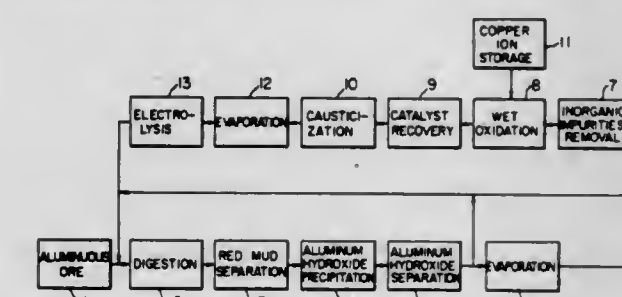 COPPER
ION
STORAGE
11
13
12
10
9
8
7
ELECTRO-
LYSIS
EVAPORATION
CAUSTICI-
ZATION
CATALYST
RECOVERY
WET
OXIDATION
INORGANIC
IMPURITIES
REMOVAL
ALUMINUOUS
ORE
DIGESTION
RED MUD
SEPARATION
ALUMINUM
HYDROXIDE
PRECIPITATION
ALUMINUM
HYDROXIDE
SEPARATION
EVAPORATION